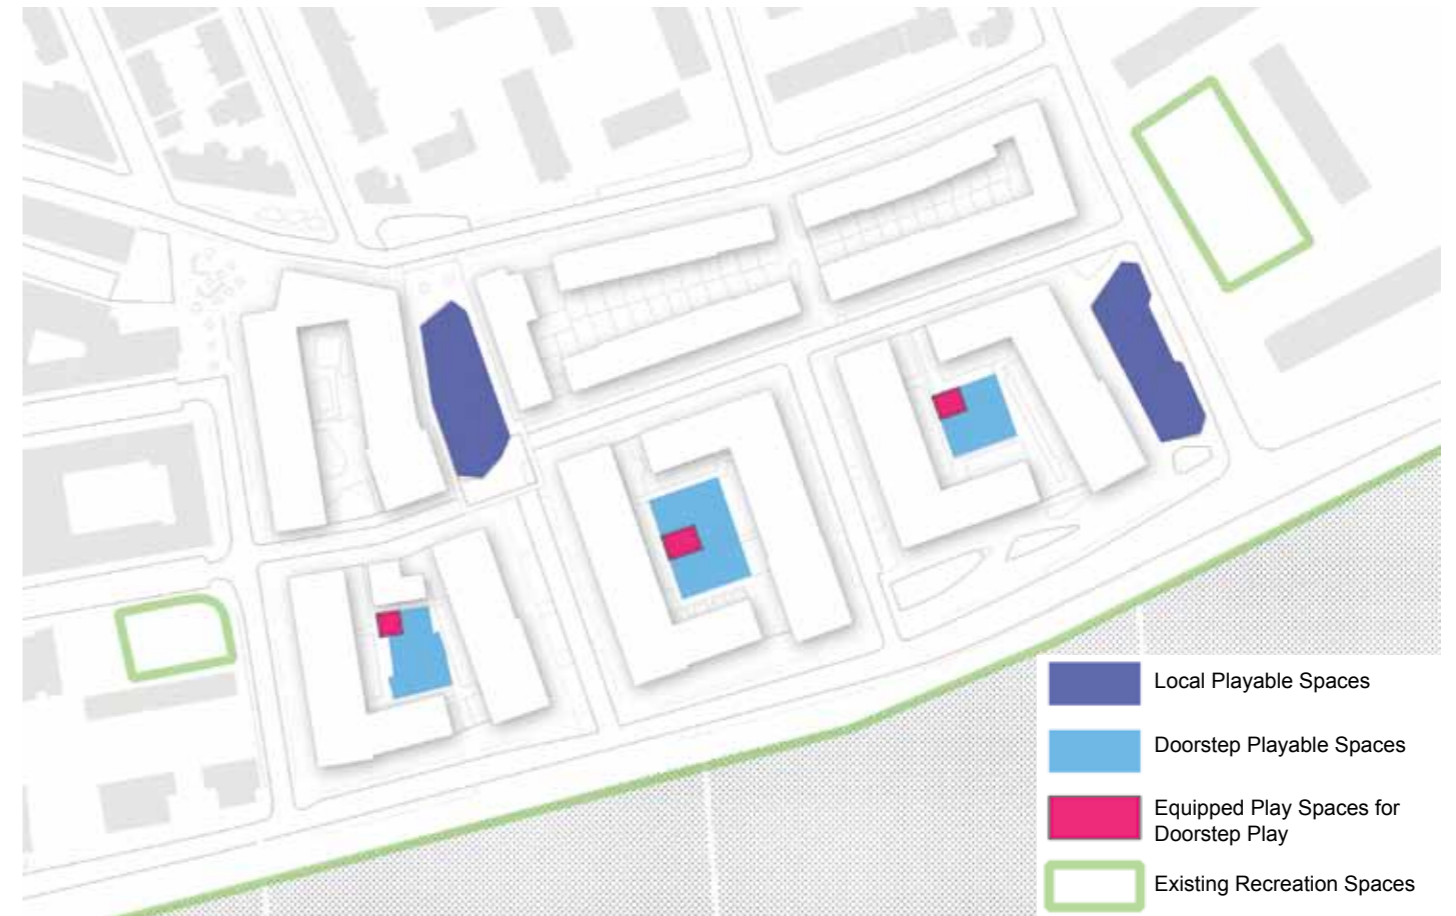 Local Playable Spaces
Doorstep Playable Spaces
Equipped Play Spaces for
Doorstep Play
Existing Recreation Spaces